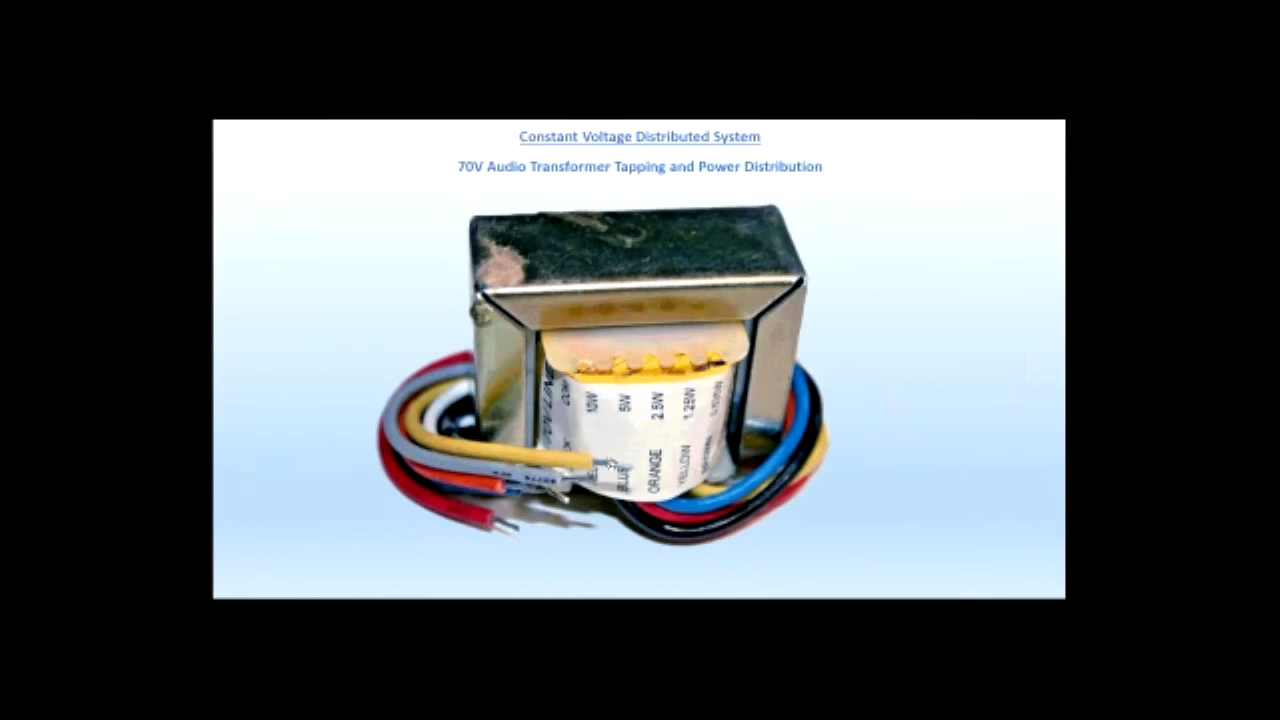 Constant Voltage Distributed System
70V Audio Transformer Tapping and Power Distribution
10W
5W
2.5W
1.25W
BLUE
ORANGE
YELLOW